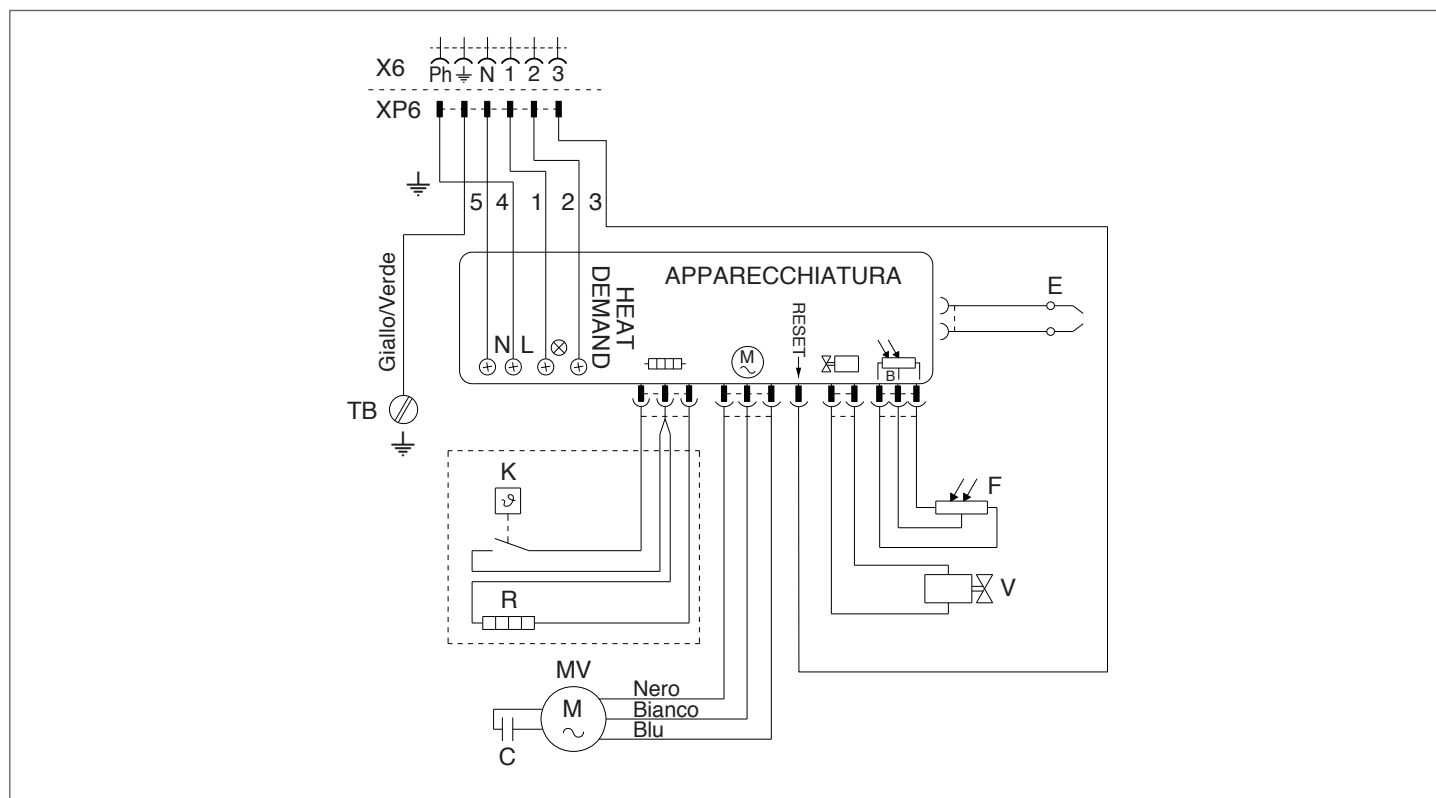 X6 Ph N 1 2 3
XP6
5 4 1 2 3
Giallo/Verde
TB
HEAT
DEMAND
APPARECCHIATURA
N L
M
RESET
B
E
K
ϑ
R
F
V
MV
M
C
Nero
Bianco
Blu